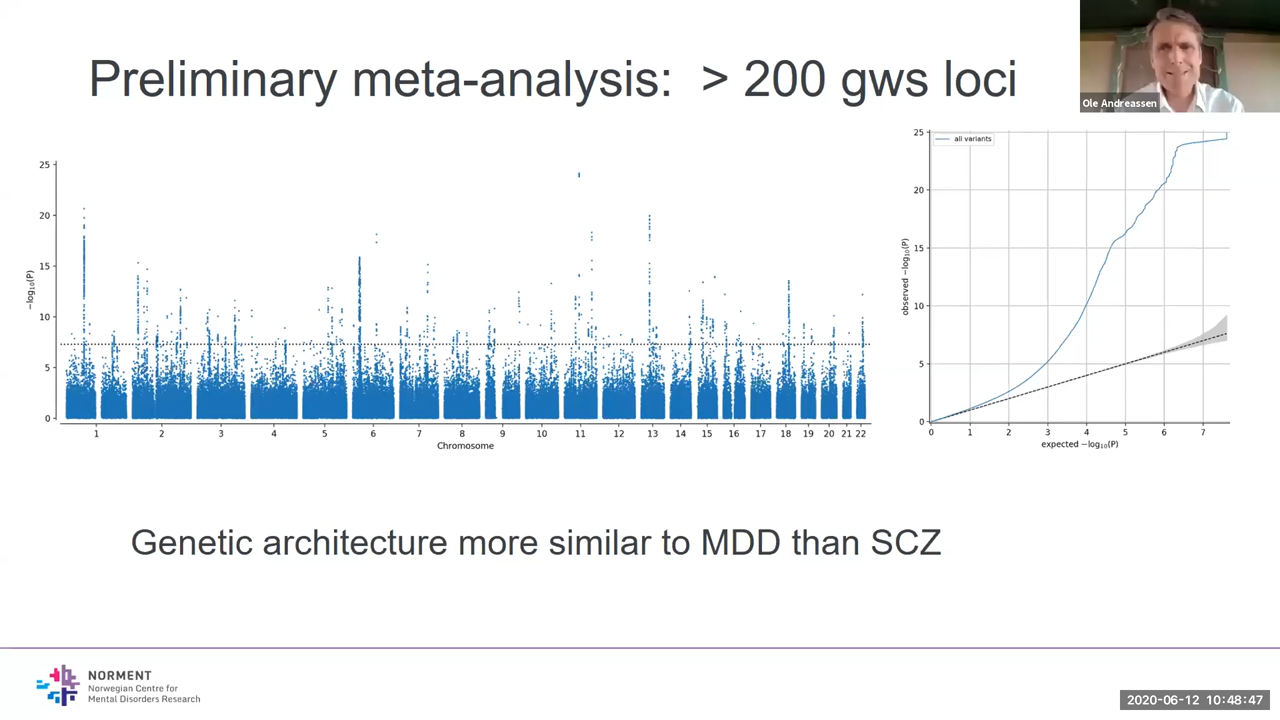 Preliminary meta-analysis: > 200 gws loci
Ole Andreassen
25
20
15
10
5
0
−log₁₀(P)
1 2 3 4 5 6 7 8 9 10 11 12 13 14 15 16 17 18 19 20 21 22
Chromosome
all variants
25
20
15
10
5
0
observed −log₁₀(P)
0 1 2 3 4 5 6 7
expected −log₁₀(P)
Genetic architecture more similar to MDD than SCZ
NORMENT
Norwegian Centre for
Mental Disorders Research
2020-06-12 10:48:47